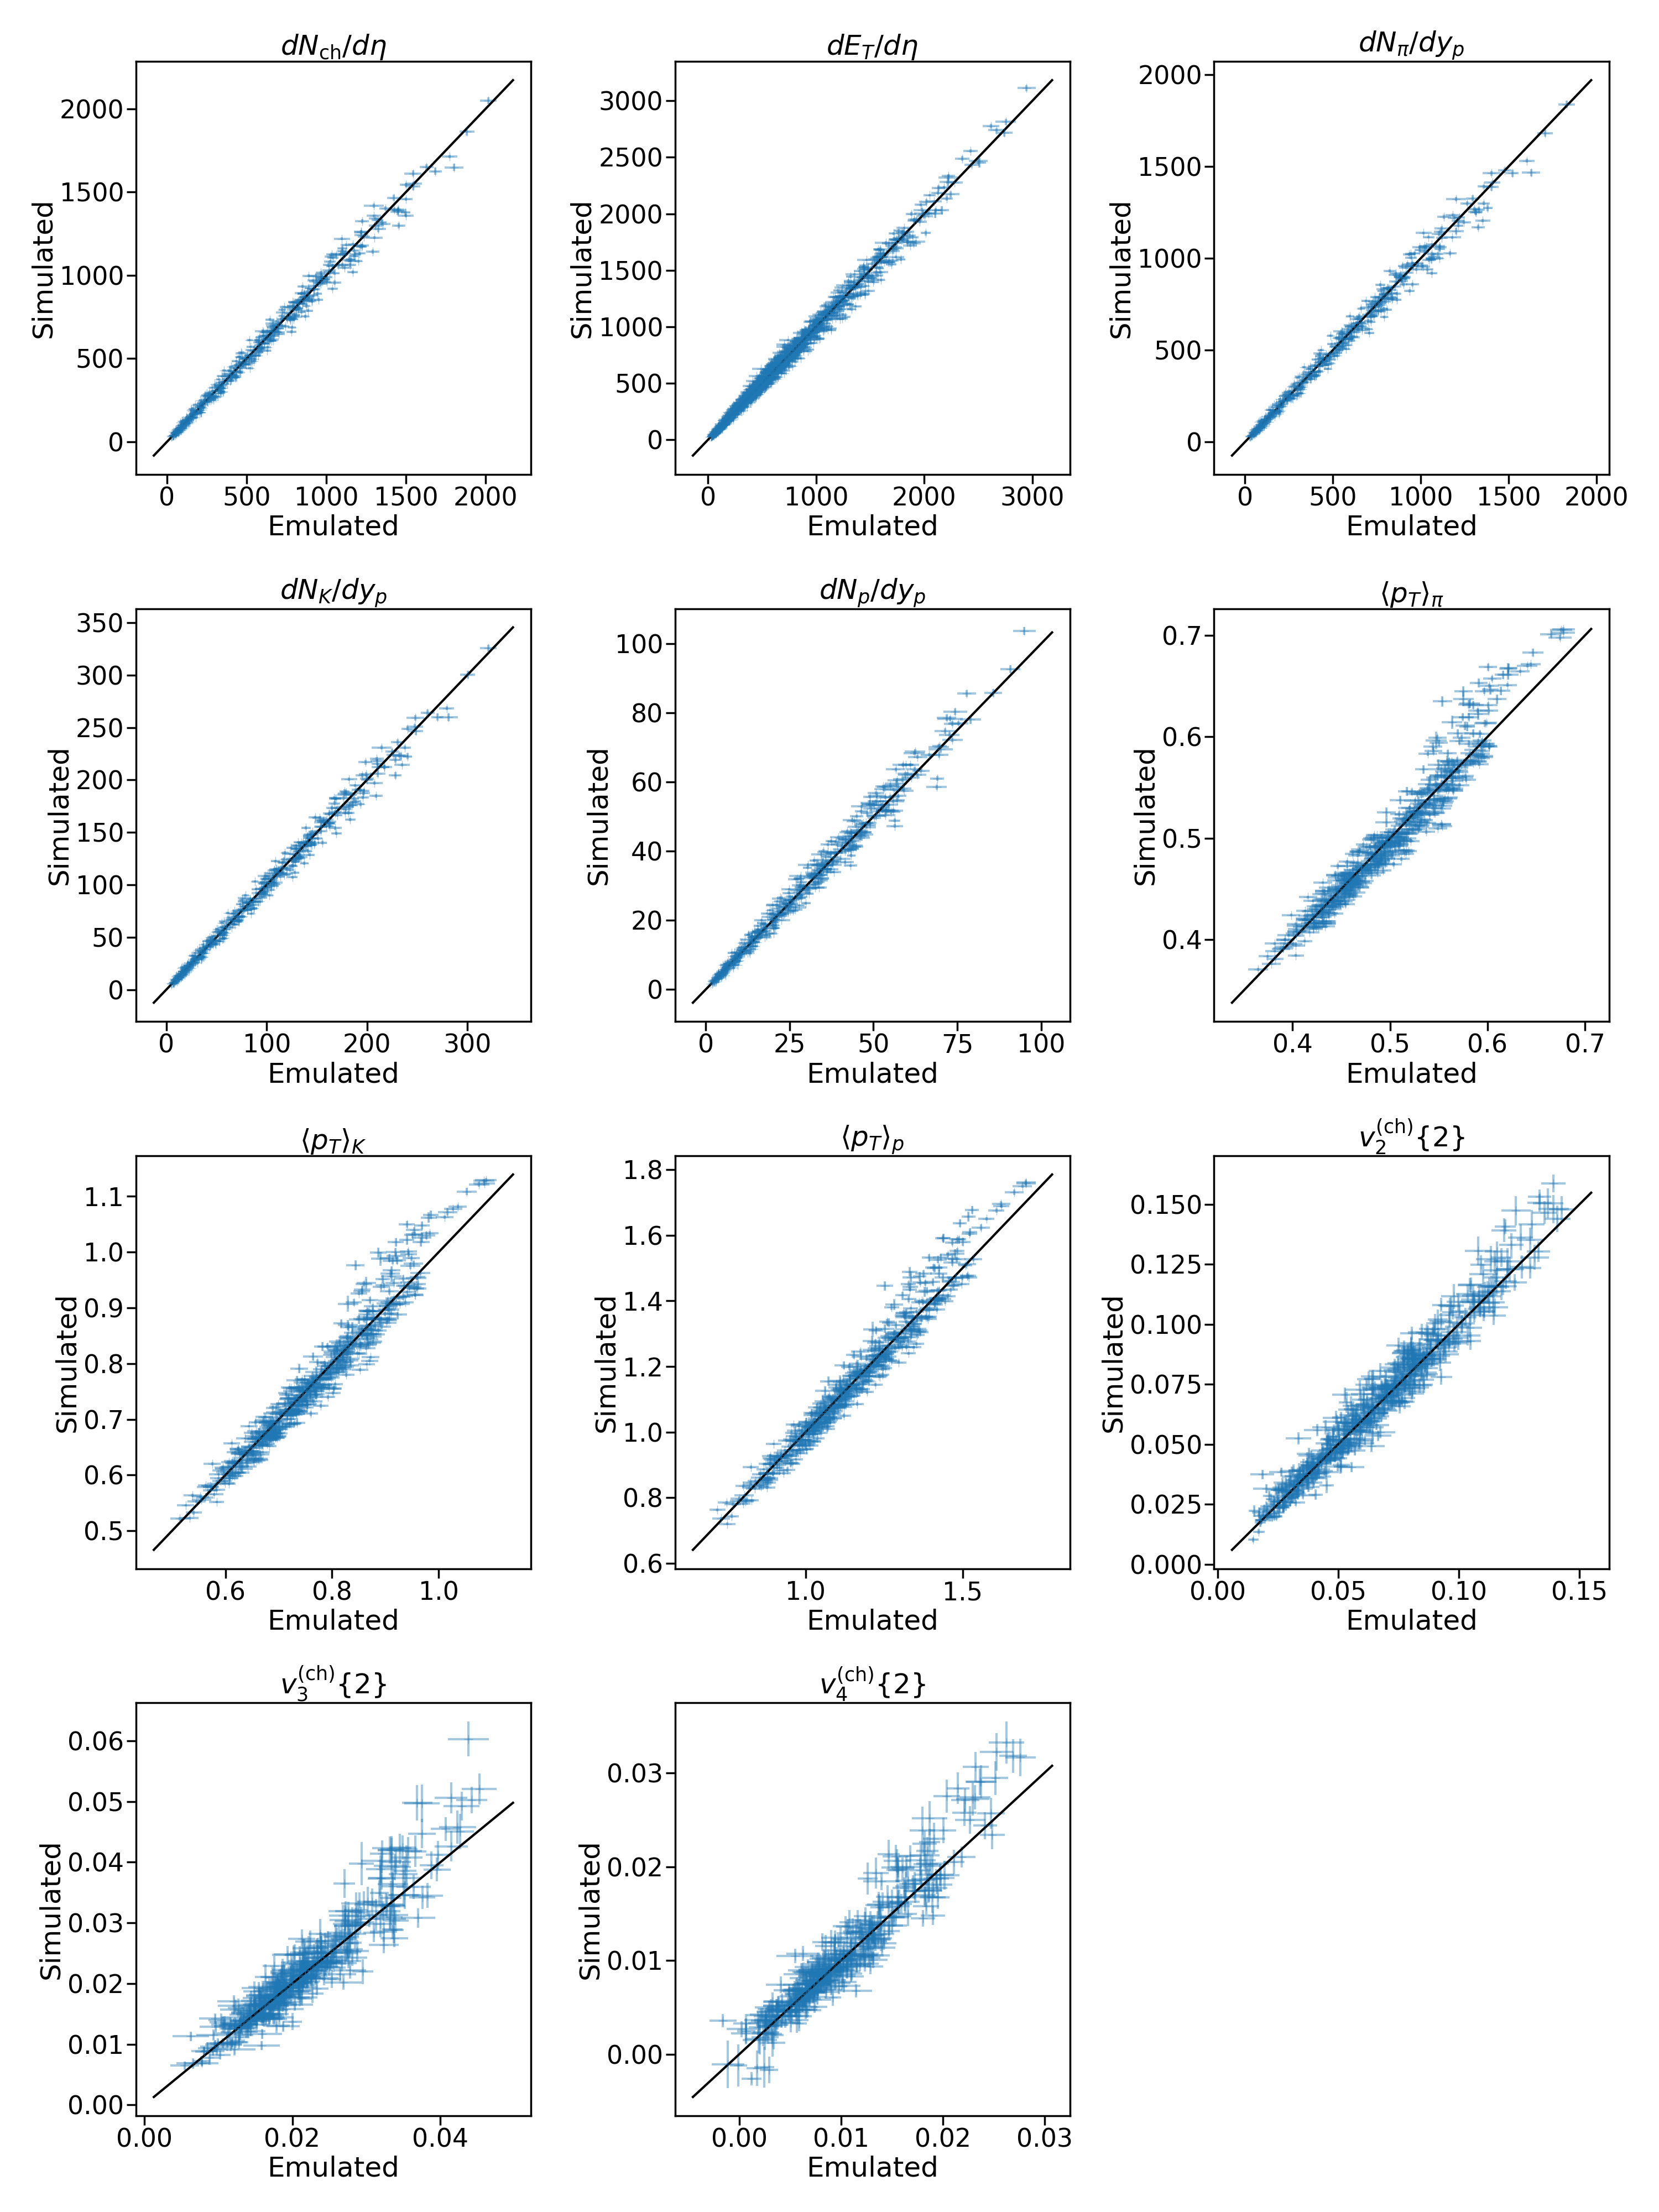 dN_ch/dη
2000
1500
1000
500
0
Simulated
0 500 1000 1500 2000
Emulated
dE_T/dη
3000
2500
2000
1500
1000
500
0
Simulated
0 1000 2000 3000
Emulated
dN_π/dy_p
2000
1500
1000
500
0
Simulated
0 500 1000 1500 2000
Emulated
dN_K/dy_p
350
300
250
200
150
100
50
0
Simulated
0 100 200 300
Emulated
dN_p/dy_p
100
80
60
40
20
0
Simulated
0 25 50 75 100
Emulated
⟨p_T⟩_π
0.7
0.6
0.5
0.4
Simulated
0.4 0.5 0.6 0.7
Emulated
⟨p_T⟩_K
1.1
1.0
0.9
0.8
0.7
0.6
0.5
Simulated
0.6 0.8 1.0
Emulated
⟨p_T⟩_p
1.8
1.6
1.4
1.2
1.0
0.8
0.6
Simulated
1.0 1.5
Emulated
v_2^(ch){2}
0.150
0.125
0.100
0.075
0.050
0.025
0.000
Simulated
0.00 0.05 0.10 0.15
Emulated
v_3^(ch){2}
0.06
0.05
0.04
0.03
0.02
0.01
0.00
Simulated
0.00 0.02 0.04
Emulated
v_4^(ch){2}
0.03
0.02
0.01
0.00
Simulated
0.00 0.01 0.02 0.03
Emulated